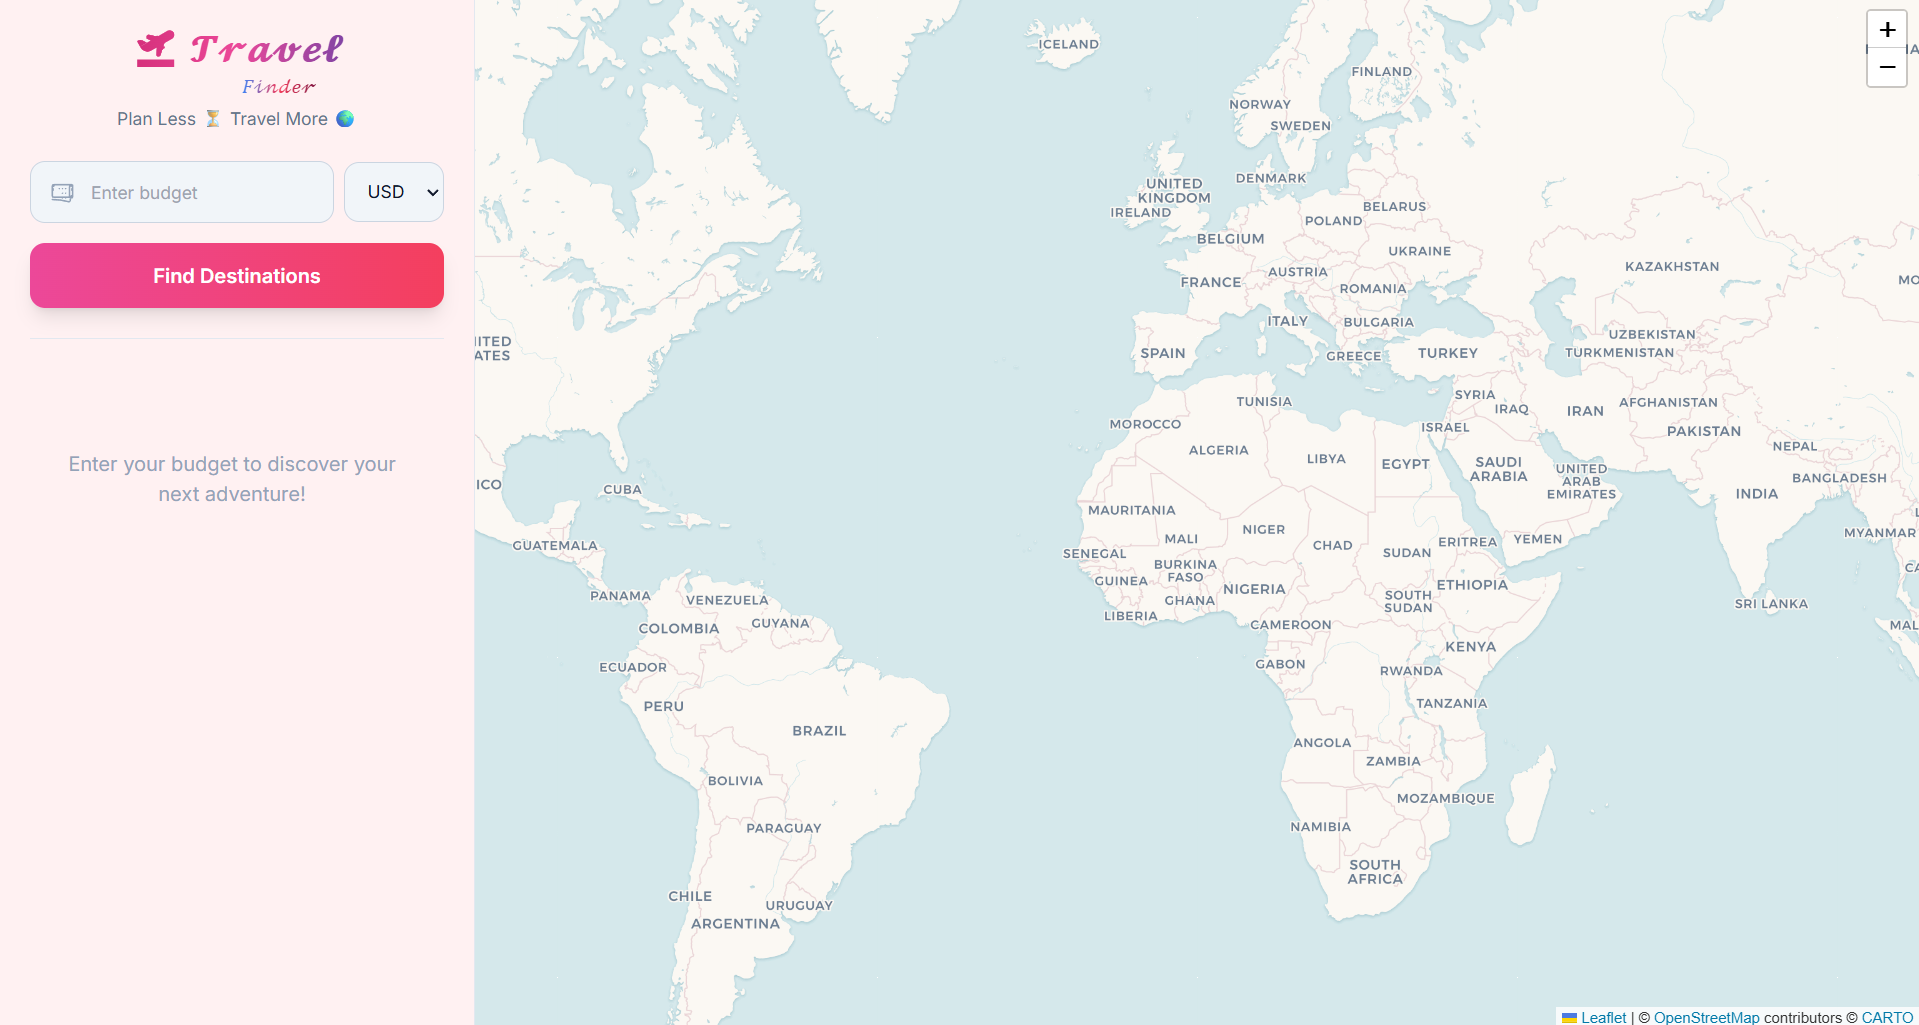 Travel
Finder
Plan Less ⏳ Travel More 🌍
Enter budget
USD
Find Destinations
Enter your budget to discover your
next adventure!
+
−
ICELAND
FINLAND
NORWAY
SWEDEN
DENMARK
UNITED
KINGDOM
IRELAND
BELARUS
POLAND
BELGIUM
UKRAINE
KAZAKHSTAN
AUSTRIA
FRANCE
ROMANIA
MO
ITALY
BULGARIA
UZBEKISTAN
ITED
ATES
SPAIN
GREECE
TURKEY
TURKMENISTAN
SYRIA
IRAQ
IRAN
AFGHANISTAN
TUNISIA
MOROCCO
ISRAEL
PAKISTAN
ALGERIA
LIBYA
EGYPT
SAUDI
ARABIA
UNITED
ARAB
EMIRATES
NEPAL
BANGLADESH
INDIA
ICO
CUBA
MAURITANIA
NIGER
MALI
CHAD
SUDAN
ERITREA
YEMEN
MYANMAR
GUATEMALA
SENEGAL
BURKINA
FASO
GUINEA
NIGERIA
ETHIOPIA
CA
PANAMA
VENEZUELA
GHANA
SOUTH
SUDAN
SRI LANKA
LIBERIA
COLOMBIA
GUYANA
CAMEROON
MAL
KENYA
ECUADOR
GABON
RWANDA
PERU
TANZANIA
BRAZIL
ANGOLA
ZAMBIA
BOLIVIA
MOZAMBIQUE
PARAGUAY
NAMIBIA
SOUTH
AFRICA
CHILE
URUGUAY
ARGENTINA
Leaflet | © OpenStreetMap contributors © CARTO